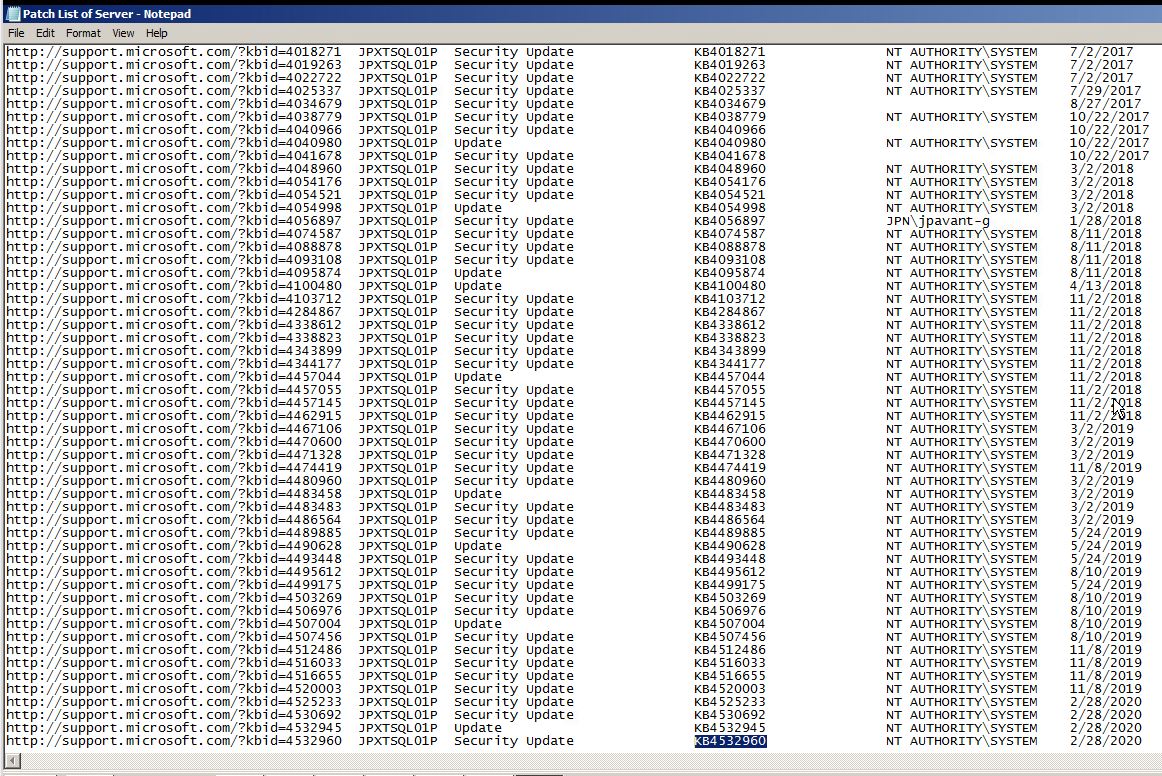 Patch List of Server - Notepad
File Edit Format View Help
http://support.microsoft.com/?kbid=4018271 JPXTSQL01P Security Update KB4018271 NT AUTHORITY\SYSTEM 7/2/2017
http://support.microsoft.com/?kbid=4019263 JPXTSQL01P Security Update KB4019263 NT AUTHORITY\SYSTEM 7/2/2017
http://support.microsoft.com/?kbid=4022722 JPXTSQL01P Security Update KB4022722 NT AUTHORITY\SYSTEM 7/2/2017
http://support.microsoft.com/?kbid=4025337 JPXTSQL01P Security Update KB4025337 NT AUTHORITY\SYSTEM 7/29/2017
http://support.microsoft.com/?kbid=4034679 JPXTSQL01P Security Update KB4034679 8/27/2017
http://support.microsoft.com/?kbid=4038779 JPXTSQL01P Security Update KB4038779 NT AUTHORITY\SYSTEM 10/22/2017
http://support.microsoft.com/?kbid=4040966 JPXTSQL01P Security Update KB4040966 10/22/2017
http://support.microsoft.com/?kbid=4040980 JPXTSQL01P Update KB4040980 NT AUTHORITY\SYSTEM 10/22/2017
http://support.microsoft.com/?kbid=4041678 JPXTSQL01P Security Update KB4041678 10/22/2017
http://support.microsoft.com/?kbid=4048960 JPXTSQL01P Security Update KB4048960 NT AUTHORITY\SYSTEM 3/2/2018
http://support.microsoft.com/?kbid=4054176 JPXTSQL01P Security Update KB4054176 NT AUTHORITY\SYSTEM 3/2/2018
http://support.microsoft.com/?kbid=4054521 JPXTSQL01P Security Update KB4054521 NT AUTHORITY\SYSTEM 3/2/2018
http://support.microsoft.com/?kbid=4054998 JPXTSQL01P Update KB4054998 NT AUTHORITY\SYSTEM 3/2/2018
http://support.microsoft.com/?kbid=4056897 JPXTSQL01P Security Update KB4056897 JPN\jpavant-g 1/28/2018
http://support.microsoft.com/?kbid=4074587 JPXTSQL01P Security Update KB4074587 NT AUTHORITY\SYSTEM 8/11/2018
http://support.microsoft.com/?kbid=4088878 JPXTSQL01P Security Update KB4088878 NT AUTHORITY\SYSTEM 8/11/2018
http://support.microsoft.com/?kbid=4093108 JPXTSQL01P Security Update KB4093108 NT AUTHORITY\SYSTEM 8/11/2018
http://support.microsoft.com/?kbid=4095874 JPXTSQL01P Update KB4095874 NT AUTHORITY\SYSTEM 8/11/2018
http://support.microsoft.com/?kbid=4100480 JPXTSQL01P Update KB4100480 NT AUTHORITY\SYSTEM 4/13/2018
http://support.microsoft.com/?kbid=4103712 JPXTSQL01P Security Update KB4103712 NT AUTHORITY\SYSTEM 11/2/2018
http://support.microsoft.com/?kbid=4284867 JPXTSQL01P Security Update KB4284867 NT AUTHORITY\SYSTEM 11/2/2018
http://support.microsoft.com/?kbid=4338612 JPXTSQL01P Security Update KB4338612 NT AUTHORITY\SYSTEM 11/2/2018
http://support.microsoft.com/?kbid=4338823 JPXTSQL01P Security Update KB4338823 NT AUTHORITY\SYSTEM 11/2/2018
http://support.microsoft.com/?kbid=4343899 JPXTSQL01P Security Update KB4343899 NT AUTHORITY\SYSTEM 11/2/2018
http://support.microsoft.com/?kbid=4344177 JPXTSQL01P Security Update KB4344177 NT AUTHORITY\SYSTEM 11/2/2018
http://support.microsoft.com/?kbid=4457044 JPXTSQL01P Update KB4457044 NT AUTHORITY\SYSTEM 11/2/2018
http://support.microsoft.com/?kbid=4457055 JPXTSQL01P Security Update KB4457055 NT AUTHORITY\SYSTEM 11/2/2018
http://support.microsoft.com/?kbid=4457145 JPXTSQL01P Security Update KB4457145 NT AUTHORITY\SYSTEM 11/2/2018
http://support.microsoft.com/?kbid=4462915 JPXTSQL01P Security Update KB4462915 NT AUTHORITY\SYSTEM 11/2/2018
http://support.microsoft.com/?kbid=4467106 JPXTSQL01P Security Update KB4467106 NT AUTHORITY\SYSTEM 3/2/2019
http://support.microsoft.com/?kbid=4470600 JPXTSQL01P Security Update KB4470600 NT AUTHORITY\SYSTEM 3/2/2019
http://support.microsoft.com/?kbid=4471328 JPXTSQL01P Security Update KB4471328 NT AUTHORITY\SYSTEM 3/2/2019
http://support.microsoft.com/?kbid=4474419 JPXTSQL01P Security Update KB4474419 NT AUTHORITY\SYSTEM 11/8/2019
http://support.microsoft.com/?kbid=4480960 JPXTSQL01P Security Update KB4480960 NT AUTHORITY\SYSTEM 3/2/2019
http://support.microsoft.com/?kbid=4483458 JPXTSQL01P Update KB4483458 NT AUTHORITY\SYSTEM 3/2/2019
http://support.microsoft.com/?kbid=4483483 JPXTSQL01P Security Update KB4483483 NT AUTHORITY\SYSTEM 3/2/2019
http://support.microsoft.com/?kbid=4486564 JPXTSQL01P Security Update KB4486564 NT AUTHORITY\SYSTEM 3/2/2019
http://support.microsoft.com/?kbid=4489885 JPXTSQL01P Security Update KB4489885 NT AUTHORITY\SYSTEM 5/24/2019
http://support.microsoft.com/?kbid=4490628 JPXTSQL01P Update KB4490628 NT AUTHORITY\SYSTEM 5/24/2019
http://support.microsoft.com/?kbid=4493448 JPXTSQL01P Security Update KB4493448 NT AUTHORITY\SYSTEM 5/24/2019
http://support.microsoft.com/?kbid=4495612 JPXTSQL01P Security Update KB4495612 NT AUTHORITY\SYSTEM 8/10/2019
http://support.microsoft.com/?kbid=4499175 JPXTSQL01P Security Update KB4499175 NT AUTHORITY\SYSTEM 5/24/2019
http://support.microsoft.com/?kbid=4503269 JPXTSQL01P Security Update KB4503269 NT AUTHORITY\SYSTEM 8/10/2019
http://support.microsoft.com/?kbid=4506976 JPXTSQL01P Security Update KB4506976 NT AUTHORITY\SYSTEM 8/10/2019
http://support.microsoft.com/?kbid=4507004 JPXTSQL01P Update KB4507004 NT AUTHORITY\SYSTEM 8/10/2019
http://support.microsoft.com/?kbid=4507456 JPXTSQL01P Security Update KB4507456 NT AUTHORITY\SYSTEM 8/10/2019
http://support.microsoft.com/?kbid=4512486 JPXTSQL01P Security Update KB4512486 NT AUTHORITY\SYSTEM 11/8/2019
http://support.microsoft.com/?kbid=4516033 JPXTSQL01P Security Update KB4516033 NT AUTHORITY\SYSTEM 11/8/2019
http://support.microsoft.com/?kbid=4516655 JPXTSQL01P Security Update KB4516655 NT AUTHORITY\SYSTEM 11/8/2019
http://support.microsoft.com/?kbid=4520003 JPXTSQL01P Security Update KB4520003 NT AUTHORITY\SYSTEM 11/8/2019
http://support.microsoft.com/?kbid=4525233 JPXTSQL01P Security Update KB4525233 NT AUTHORITY\SYSTEM 2/28/2020
http://support.microsoft.com/?kbid=4530692 JPXTSQL01P Security Update KB4530692 NT AUTHORITY\SYSTEM 2/28/2020
http://support.microsoft.com/?kbid=4532945 JPXTSQL01P Update KB4532945 NT AUTHORITY\SYSTEM 2/28/2020
http://support.microsoft.com/?kbid=4532960 JPXTSQL01P Security Update KB4532960 NT AUTHORITY\SYSTEM 2/28/2020